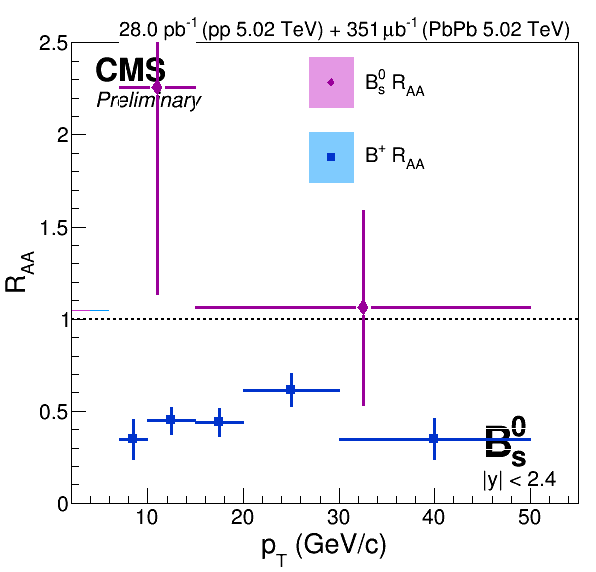 28.0 pb⁻¹ (pp 5.02 TeV) + 351 μb⁻¹ (PbPb 5.02 TeV)
CMS
Preliminary
B⁰ₛ R_AA
B⁺ R_AA
R_AA
2.5
2
1.5
1
0.5
0
B⁰ₛ
|y| < 2.4
10 20 30 40 50
p_T (GeV/c)